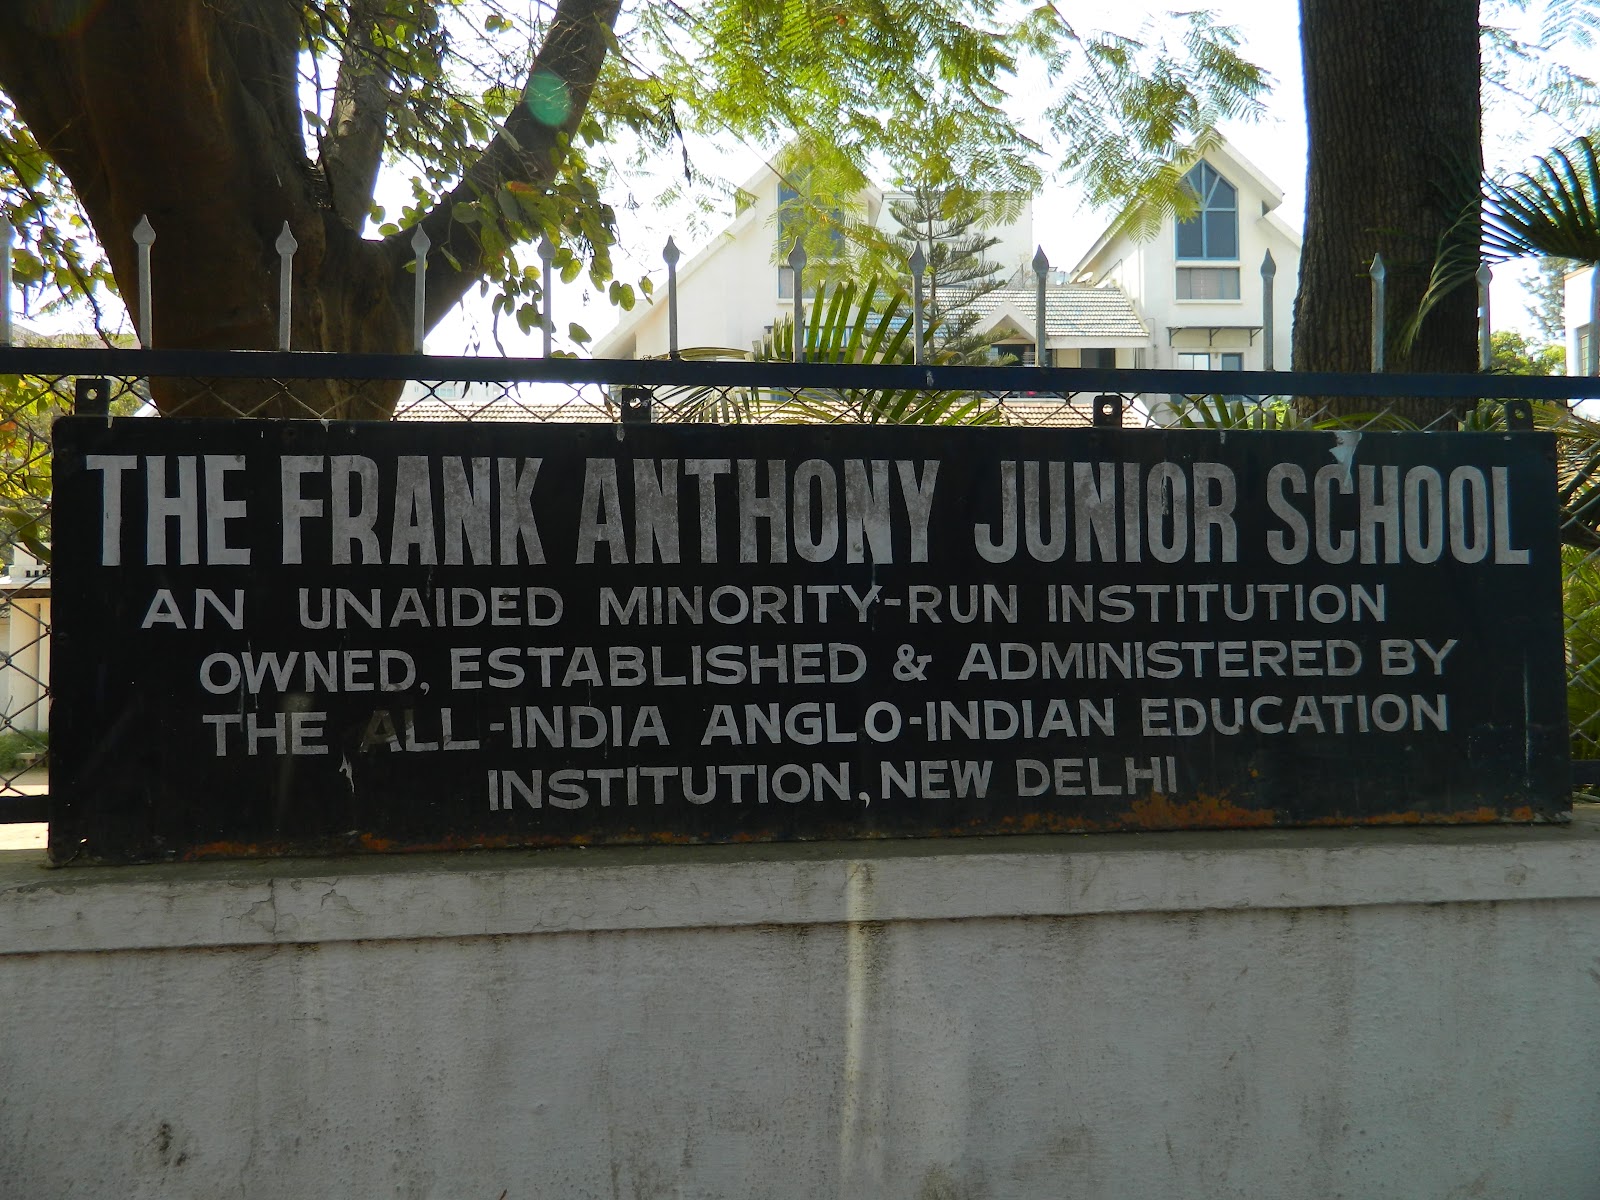 THE FRANK ANTHONY JUNIOR SCHOOL
AN UNAIDED MINORITY-RUN INSTITUTION
OWNED, ESTABLISHED & ADMINISTERED BY
THE ALL-INDIA ANGLO-INDIAN EDUCATION
INSTITUTION, NEW DELHI